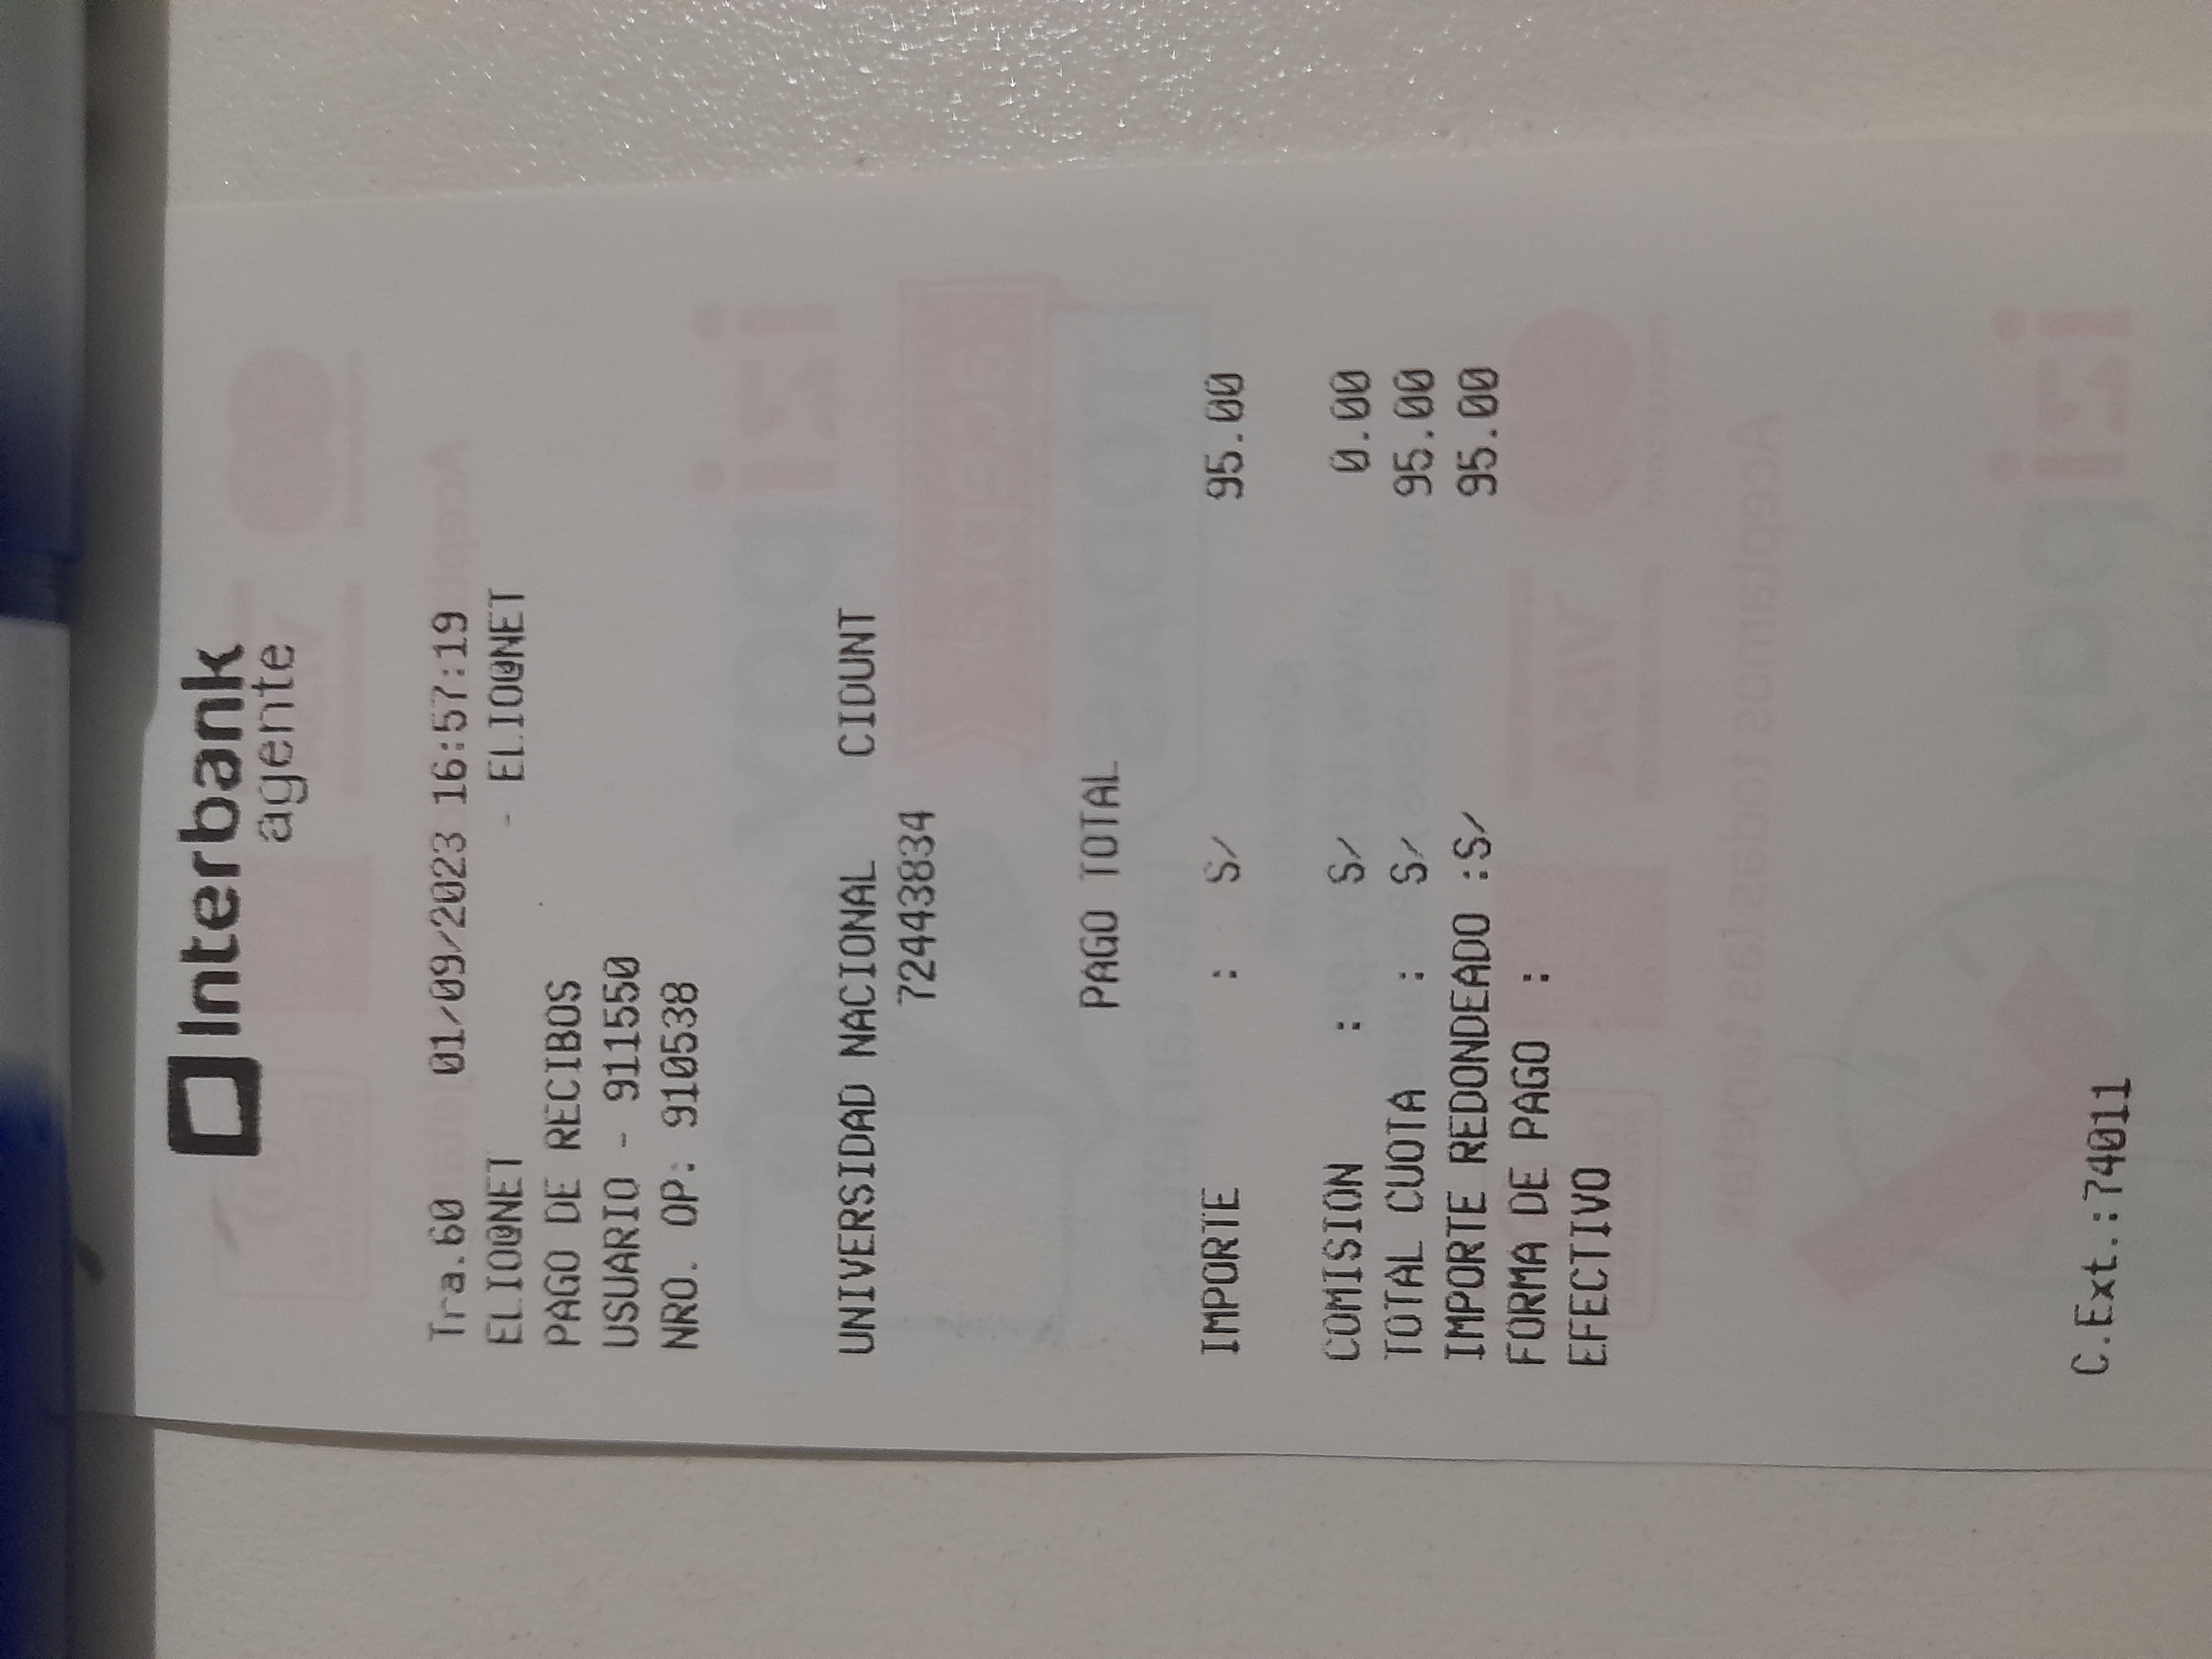 Interbank
agente
Tra.60 01/09/2023 16:57:19
ELIO@NET - ELIO@NET
PAGO DE RECIBOS
USUARIO - 911550
NRO. OP: 910538
UNIVERSIDAD NACIONAL CIDUNT
72443834
PAGO TOTAL
IMPORTE : S/ 95.00
COMISION : S/ 0.00
TOTAL CUOTA : S/ 95.00
IMPORTE REDONDEADO :S/ 95.00
FORMA DE PAGO :
EFECTIVO
C.Ext.:74011